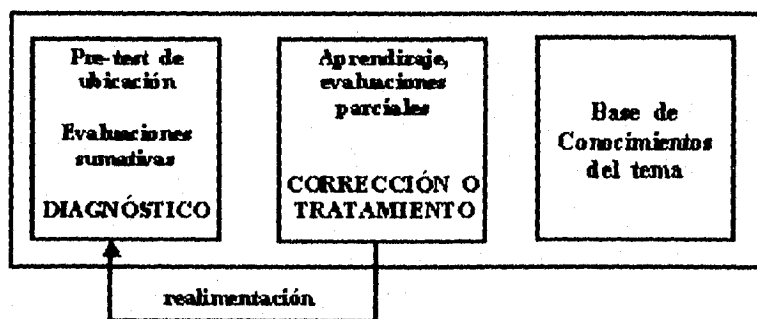 Pre-test de
ubicación
Evaluaciones
sumativas
DIAGNÓSTICO
Aprendizaje,
evaluaciones
parciales
CORRECCIÓN O
TRATAMIENTO
Base de
Conocimientos
del tema
realimentación